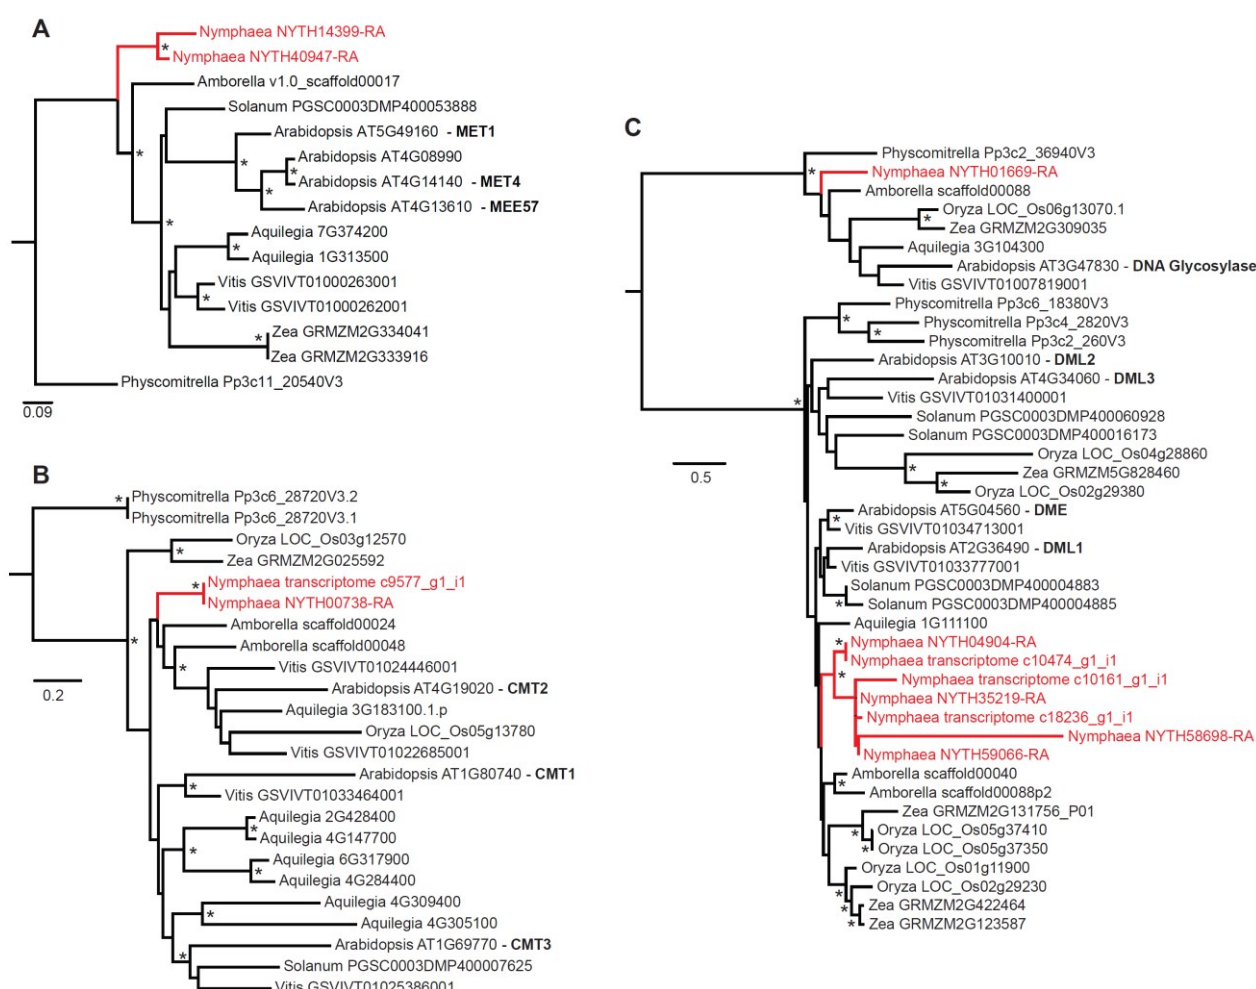 A
Nymphaea NYTH14399-RA
*
Nymphaea NYTH40947-RA
Amborella v1.0_scaffold00017
Solanum PGSC0003DMP400053888
Arabidopsis AT5G49160 - MET1
*
*
Arabidopsis AT4G08990
*
Arabidopsis AT4G14140 - MET4
*
Arabidopsis AT4G13610 - MEE57
*
Aquilegia 7G374200
*
Aquilegia 1G313500
Vitis GSVIVT01000263001
*
Vitis GSVIVT01000262001
Zea GRMZM2G334041
*
Zea GRMZM2G333916
Physcomitrella Pp3c11_20540V3
0.09
B
Physcomitrella Pp3c6_28720V3.2
*
Physcomitrella Pp3c6_28720V3.1
Oryza LOC_Os03g12570
*
Zea GRMZM2G025592
Nymphaea transcriptome c9577_g1_i1
*
Nymphaea NYTH00738-RA
Amborella scaffold00024
*
Amborella scaffold00048
*
Vitis GSVIVT01024446001
0.2
Arabidopsis AT4G19020 - CMT2
Aquilegia 3G183100.1.p
Oryza LOC_Os05g13780
Vitis GSVIVT01022685001
Arabidopsis AT1G80740 - CMT1
*
Vitis GSVIVT01033464001
Aquilegia 2G428400
*
Aquilegia 4G147700
*
Aquilegia 6G317900
*
Aquilegia 4G284400
Aquilegia 4G309400
*
Aquilegia 4G305100
Arabidopsis AT1G69770 - CMT3
*
Solanum PGSC0003DMP400007625
Vitis GSVIVT01025386001
C
Physcomitrella Pp3c2_36940V3
*
Nymphaea NYTH01669-RA
Amborella scaffold00088
Oryza LOC_Os06g13070.1
*
Zea GRMZM2G309035
Aquilegia 3G104300
Arabidopsis AT3G47830 - DNA Glycosylase
Vitis GSVIVT01007819001
Physcomitrella Pp3c6_18380V3
*
Physcomitrella Pp3c4_2820V3
*
Physcomitrella Pp3c2_260V3
Arabidopsis AT3G10010 - DML2
Arabidopsis AT4G34060 - DML3
Vitis GSVIVT01031400001
*
Solanum PGSC0003DMP400060928
Solanum PGSC0003DMP400016173
Oryza LOC_Os04g28860
*
Zea GRMZM5G828460
*
Oryza LOC_Os02g29380
0.5
Arabidopsis AT5G04560 - DME
*
Vitis GSVIVT01034713001
Arabidopsis AT2G36490 - DML1
Vitis GSVIVT01033777001
Solanum PGSC0003DMP400004883
*
Solanum PGSC0003DMP400004885
Aquilegia 1G111100
Nymphaea NYTH04904-RA
*
Nymphaea transcriptome c10474_g1_i1
*
Nymphaea transcriptome c10161_g1_i1
Nymphaea NYTH35219-RA
Nymphaea transcriptome c18236_g1_i1
Nymphaea NYTH58698-RA
Nymphaea NYTH59066-RA
Amborella scaffold00040
*
Amborella scaffold00088p2
Zea GRMZM2G131756_P01
*
Oryza LOC_Os05g37410
*
Oryza LOC_Os05g37350
Oryza LOC_Os01g11900
*
Oryza LOC_Os02g29230
*
Zea GRMZM2G422464
*
Zea GRMZM2G123587